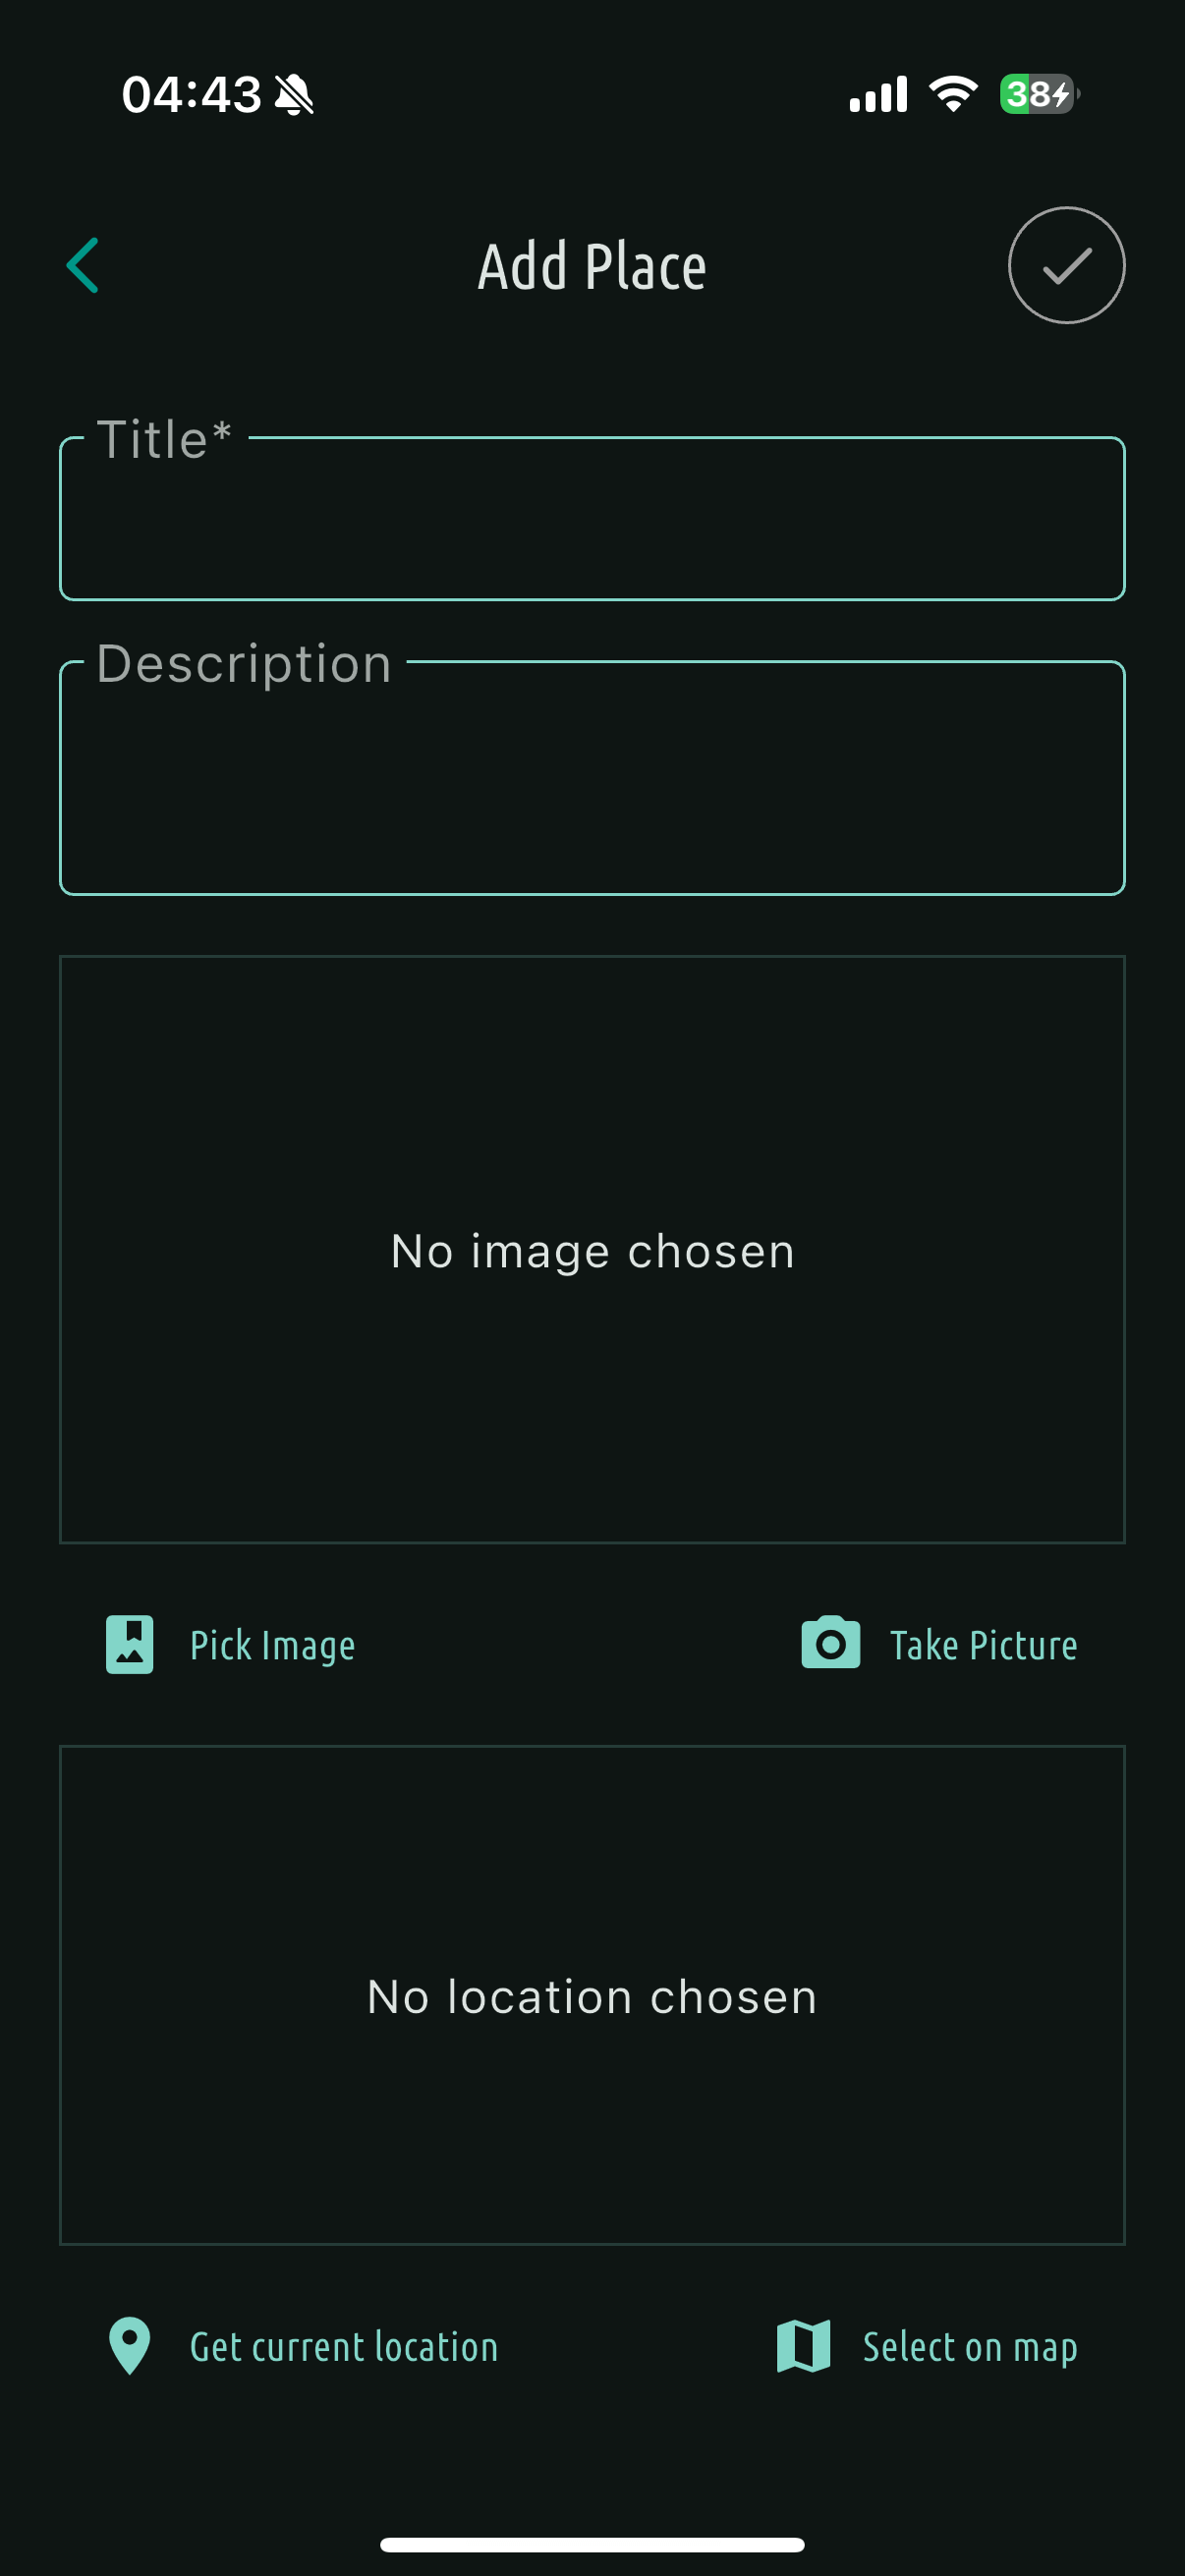 04:43
38
Add Place
Title*
Description
No image chosen
Pick Image
Take Picture
No location chosen
Get current location
Select on map